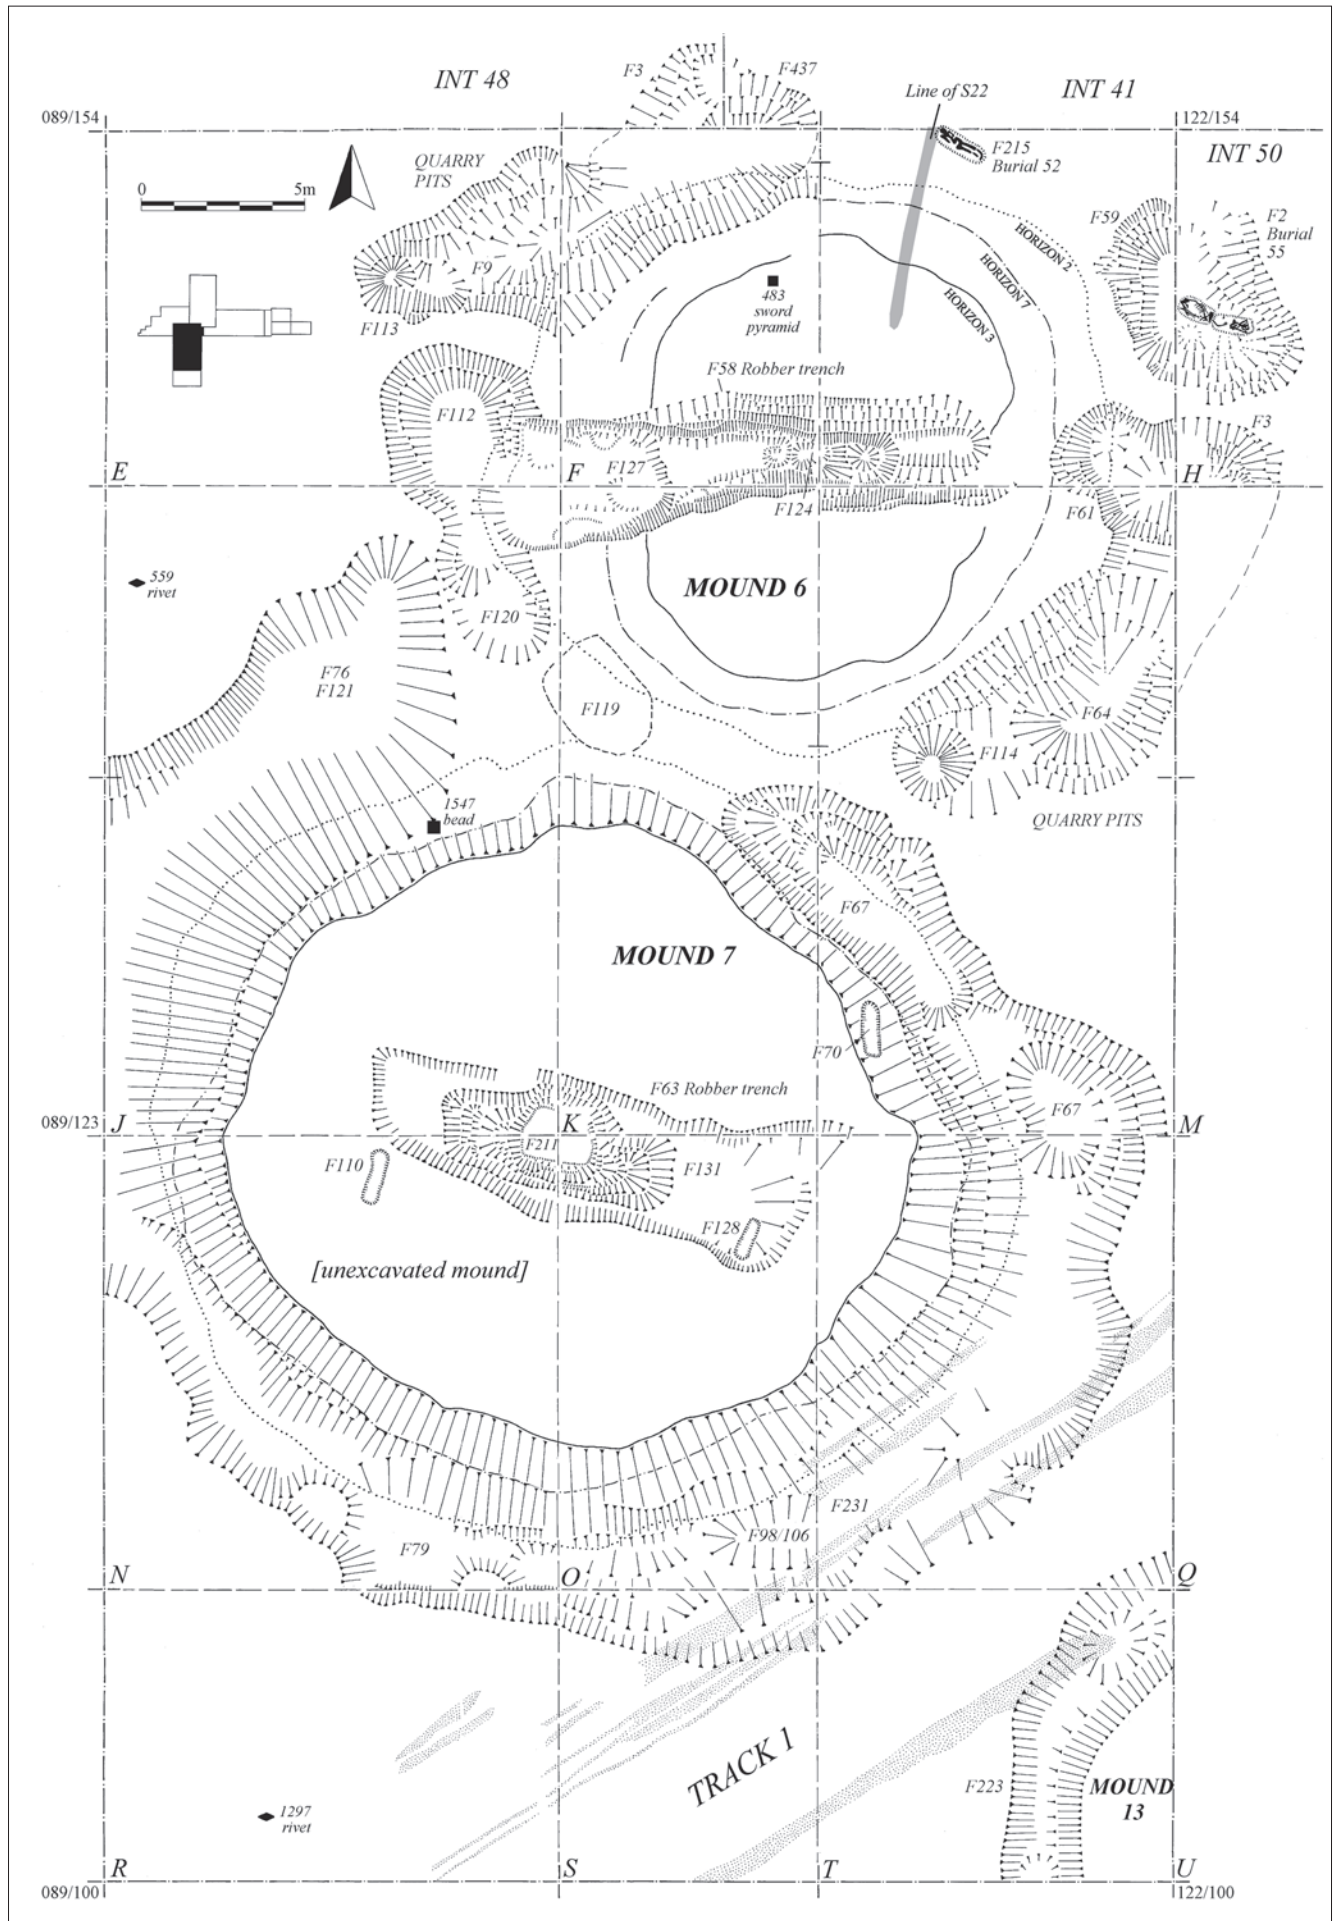 INT 48
F3
F437
Line of S22
INT 41
089/154
122/154
QUARRY
PITS
F215
Burial 52
INT 50
0
5m
F59
F2
Burial
55
HORIZON 2
F9
HORIZON 7
483
sword
pyramid
HORIZON 3
F113
F58 Robber trench
F112
F3
E
F
F127
H
F124
F61
559
rivet
MOUND 6
F120
F76
F121
F119
F64
F114
1547
bead
QUARRY PITS
F67
MOUND 7
F70
F63 Robber trench
F67
089/123
J
K
M
F211
F110
F131
F128
[unexcavated mound]
F231
F98/106
F79
N
O
Q
TRACK 1
F223
MOUND
13
1297
rivet
R
S
T
U
089/100
122/100